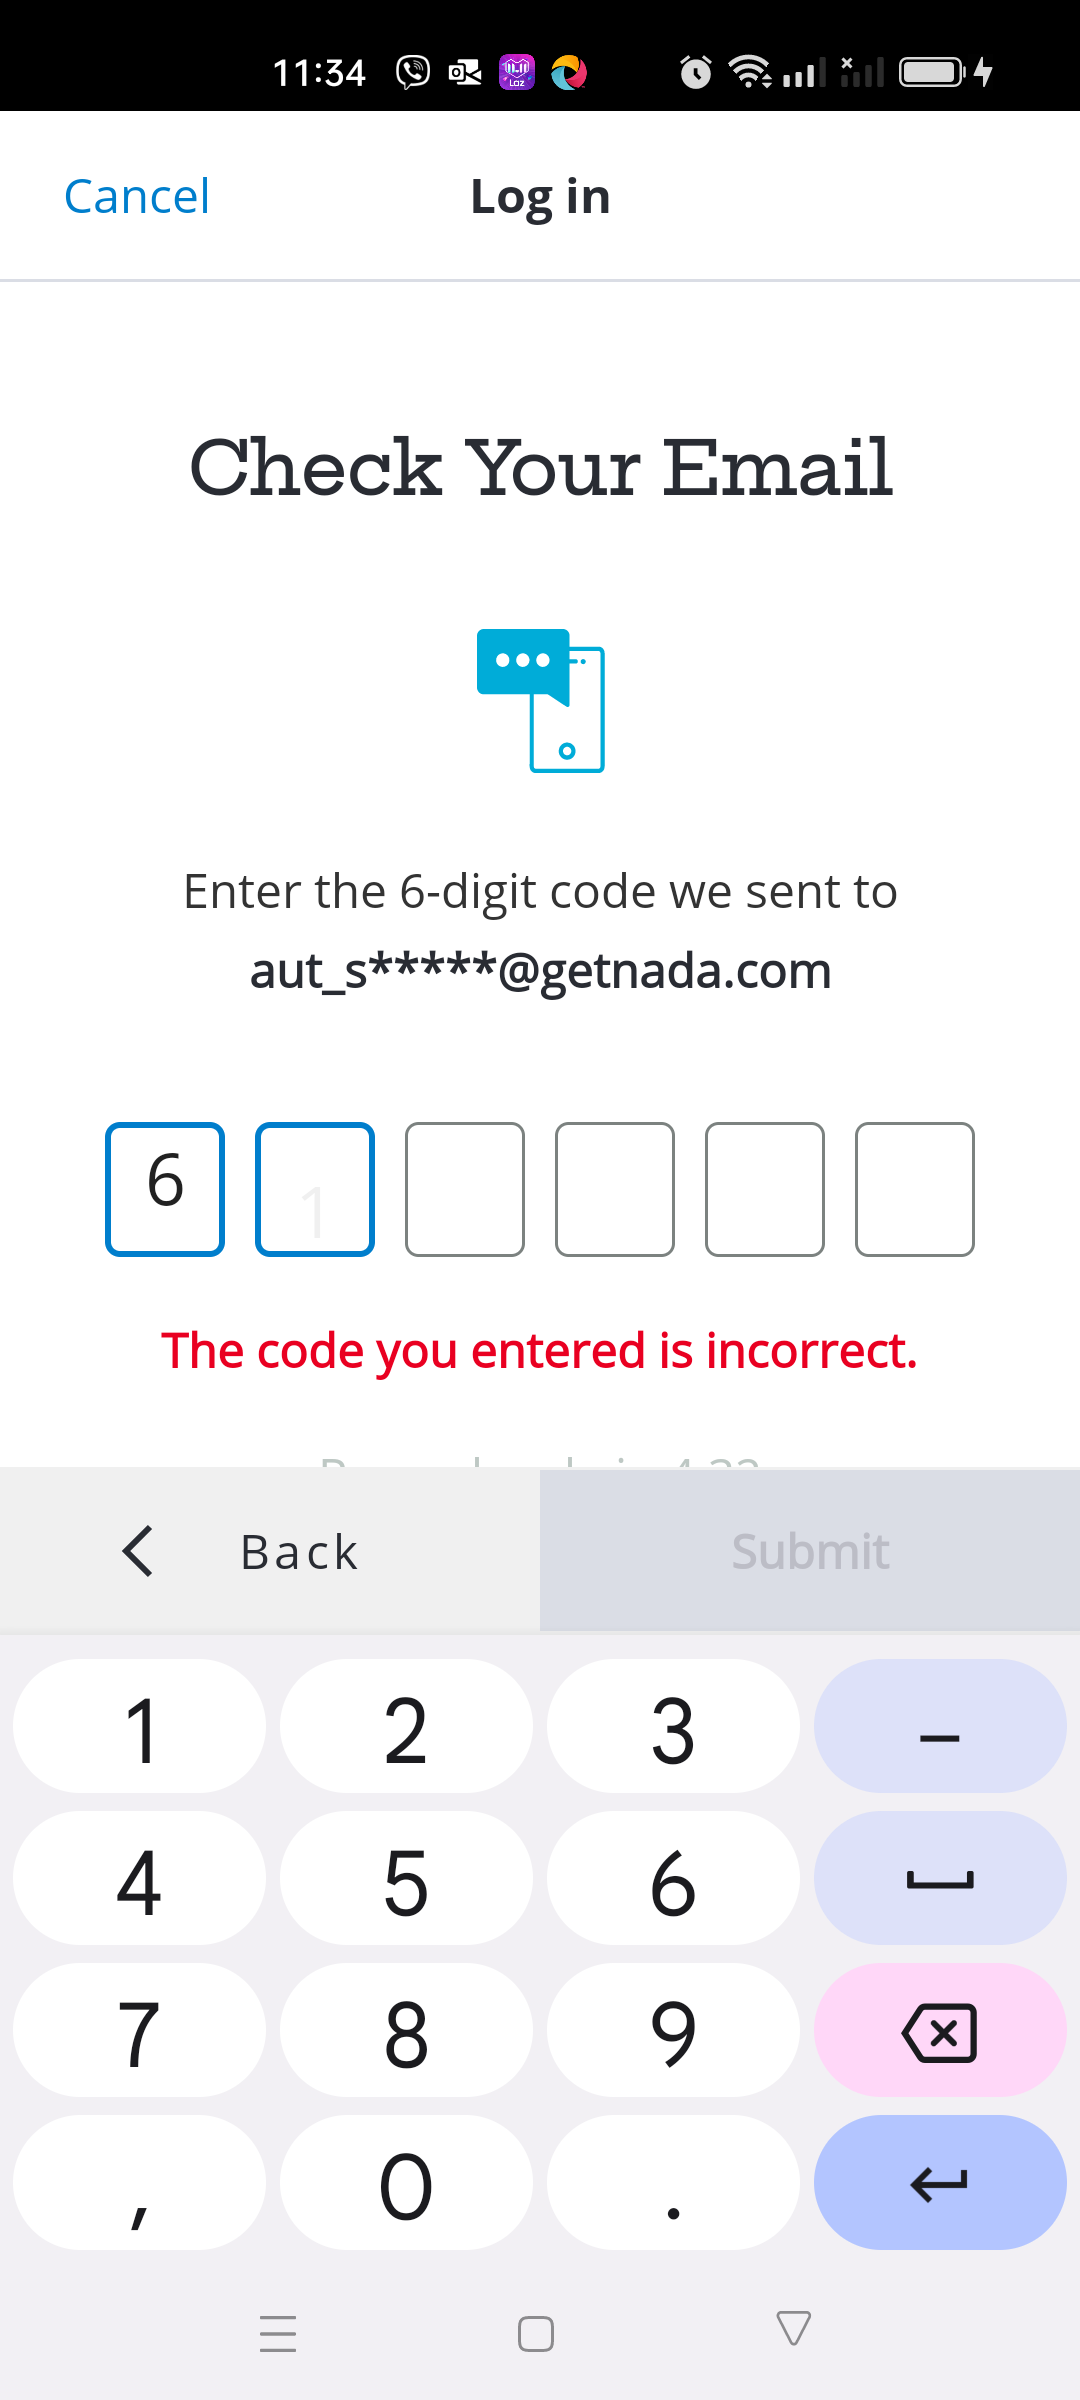 11:34
Laz
Cancel
Log in
Check Your Email
Enter the 6-digit code we sent to
aut_s*****@getnada.com
6 1
The code you entered is incorrect.
Back
Submit
1 2 3 –
4 5 6
7 8 9
, 0 .